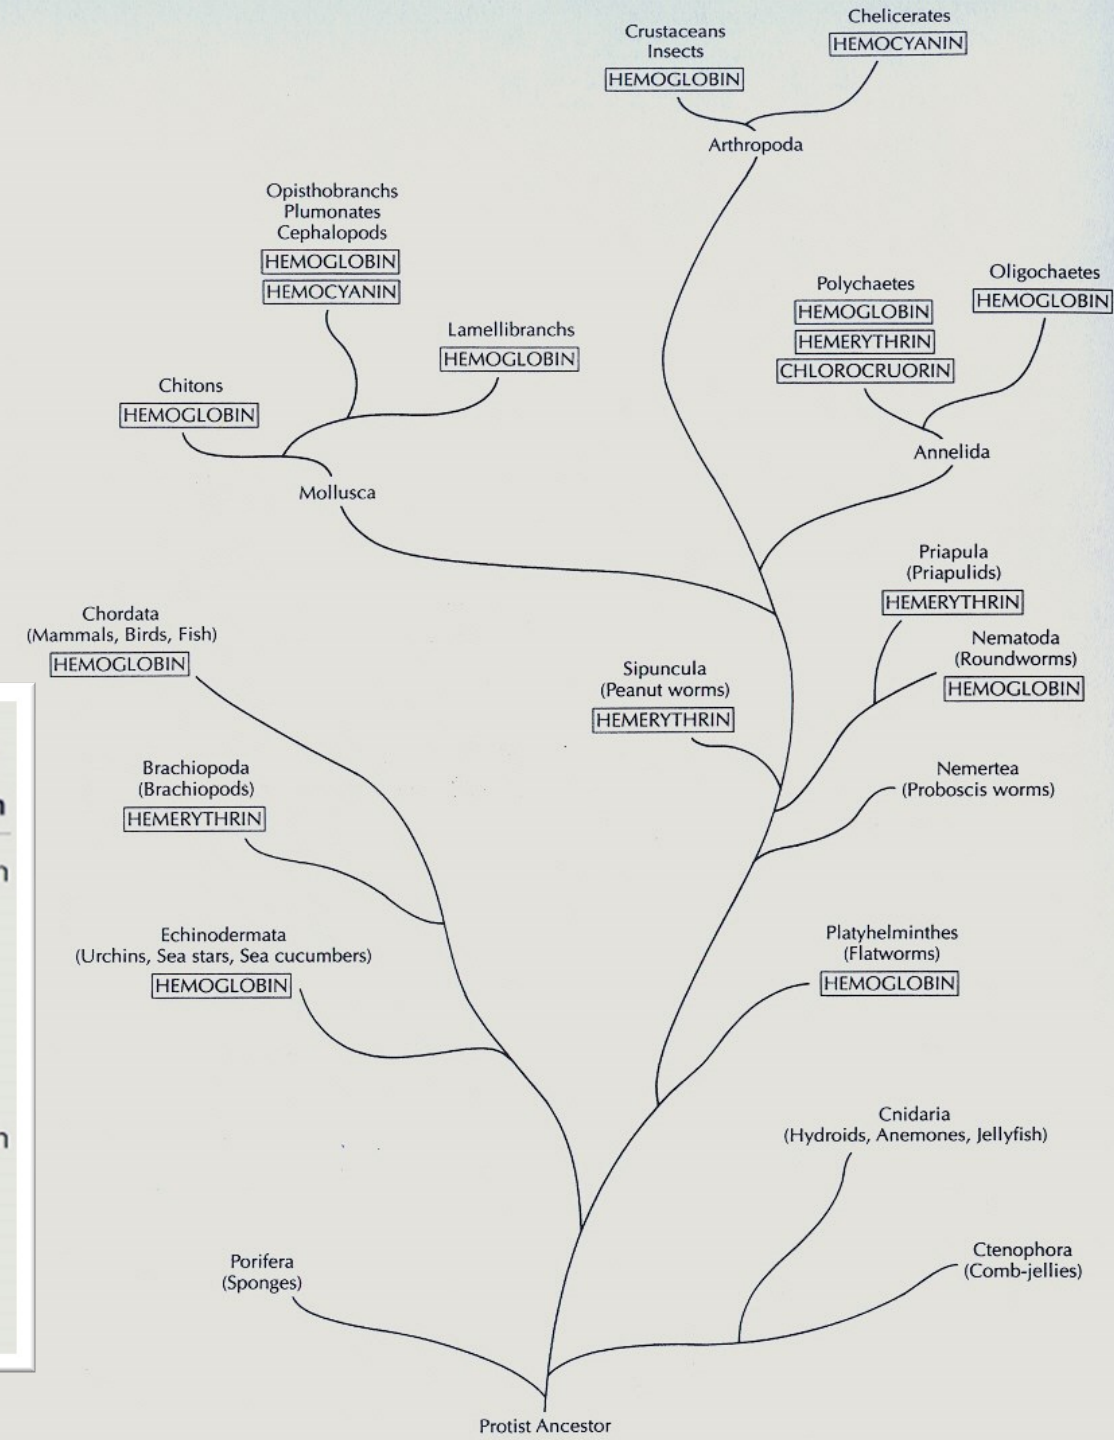 Chelicerates
HEMOCYANIN
Crustaceans
Insects
HEMOGLOBIN
Arthropoda
Opisthobranchs
Plumonates
Cephalopods
HEMOGLOBIN
HEMOCYANIN
Lamellibranchs
HEMOGLOBIN
Chitons
HEMOGLOBIN
Mollusca
Oligochaetes
HEMOGLOBIN
Polychaetes
HEMOGLOBIN
HEMERYTHRIN
CHLOROCRUORIN
Annelida
Priapula
(Priapulids)
HEMERYTHRIN
Nematoda
(Roundworms)
HEMOGLOBIN
Sipuncula
(Peanut worms)
HEMERYTHRIN
Nemertea
(Proboscis worms)
Chordata
(Mammals, Birds, Fish)
HEMOGLOBIN
Brachiopoda
(Brachiopods)
HEMERYTHRIN
Echinodermata
(Urchins, Sea stars, Sea cucumbers)
HEMOGLOBIN
Platyhelminthes
(Flatworms)
HEMOGLOBIN
Cnidaria
(Hydroids, Anemones, Jellyfish)
Ctenophora
(Comb-jellies)
Porifera
(Sponges)
Protist Ancestor